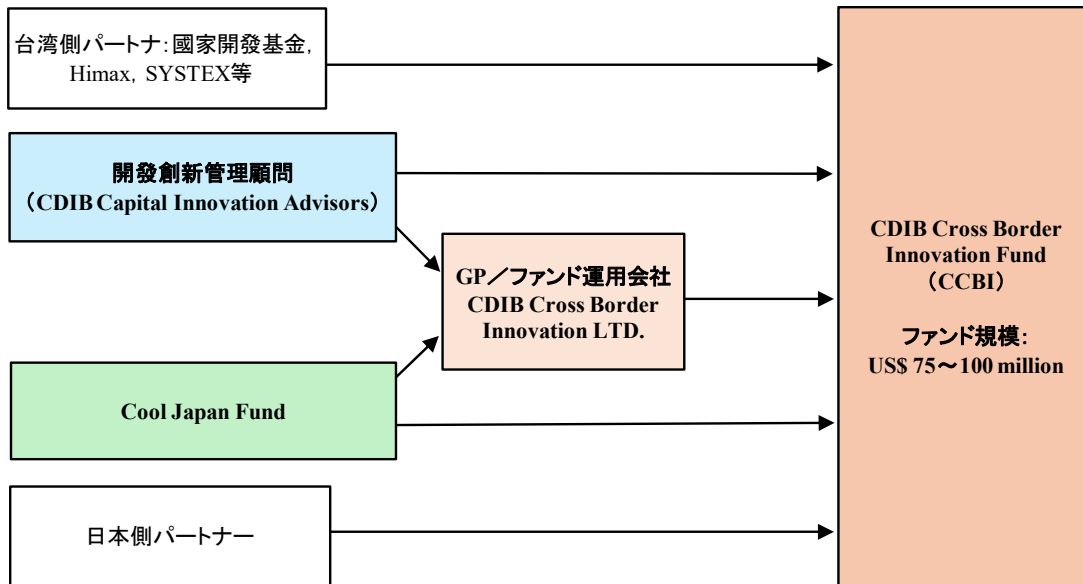 台湾側パートナ：國家開發基金，
Himax，SYSTEX等
開發創新管理顧問
（CDIB Capital Innovation Advisors）
GP／ファンド運用会社
CDIB Cross Border
Innovation LTD.
Cool Japan Fund
日本側パートナー
CDIB Cross Border
Innovation Fund
（CCBI）
ファンド規模：
US$ 75～100 million